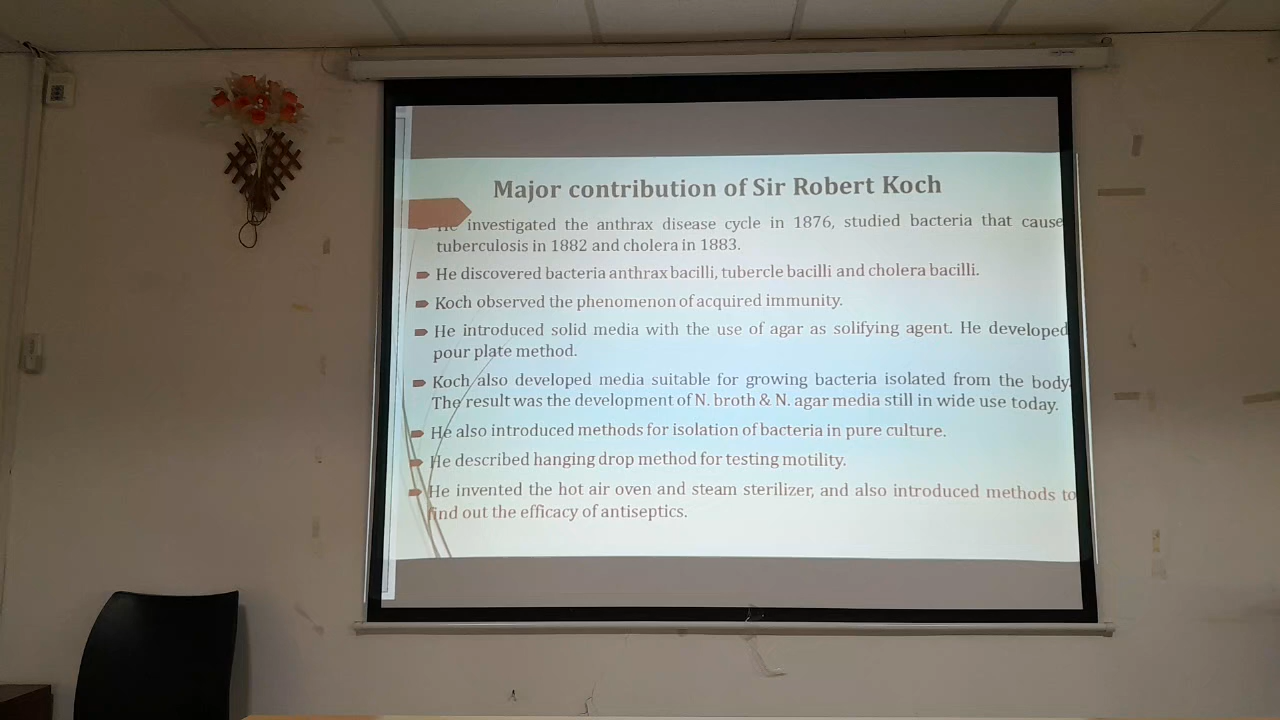 Major contribution of Sir Robert Koch
He investigated the anthrax disease cycle in 1876, studied bacteria that cause
tuberculosis in 1882 and cholera in 1883.
He discovered bacteria anthrax bacilli, tubercle bacilli and cholera bacilli.
Koch observed the phenomenon of acquired immunity.
He introduced solid media with the use of agar as solifying agent. He developed
pour plate method.
Koch also developed media suitable for growing bacteria isolated from the body.
The result was the development of N. broth & N. agar media still in wide use today.
He also introduced methods for isolation of bacteria in pure culture.
He described hanging drop method for testing motility.
He invented the hot air oven and steam sterilizer, and also introduced methods to
find out the efficacy of antiseptics.